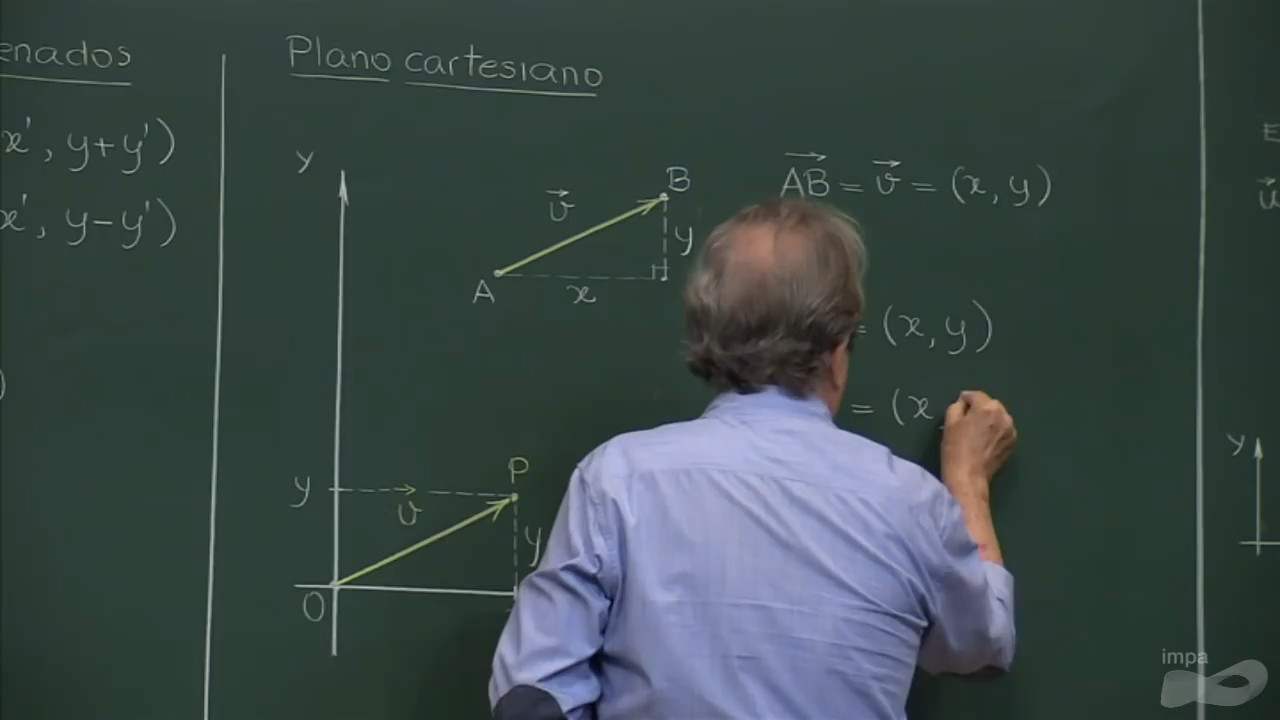 enados
x', y+y')
x', y-y')
)
Plano cartesiano
y
B
v⃗
y
A
x
AB⃗ = v⃗ = (x, y)
= (x, y)
= (x,
P
y
v⃗
y
O
y
impa